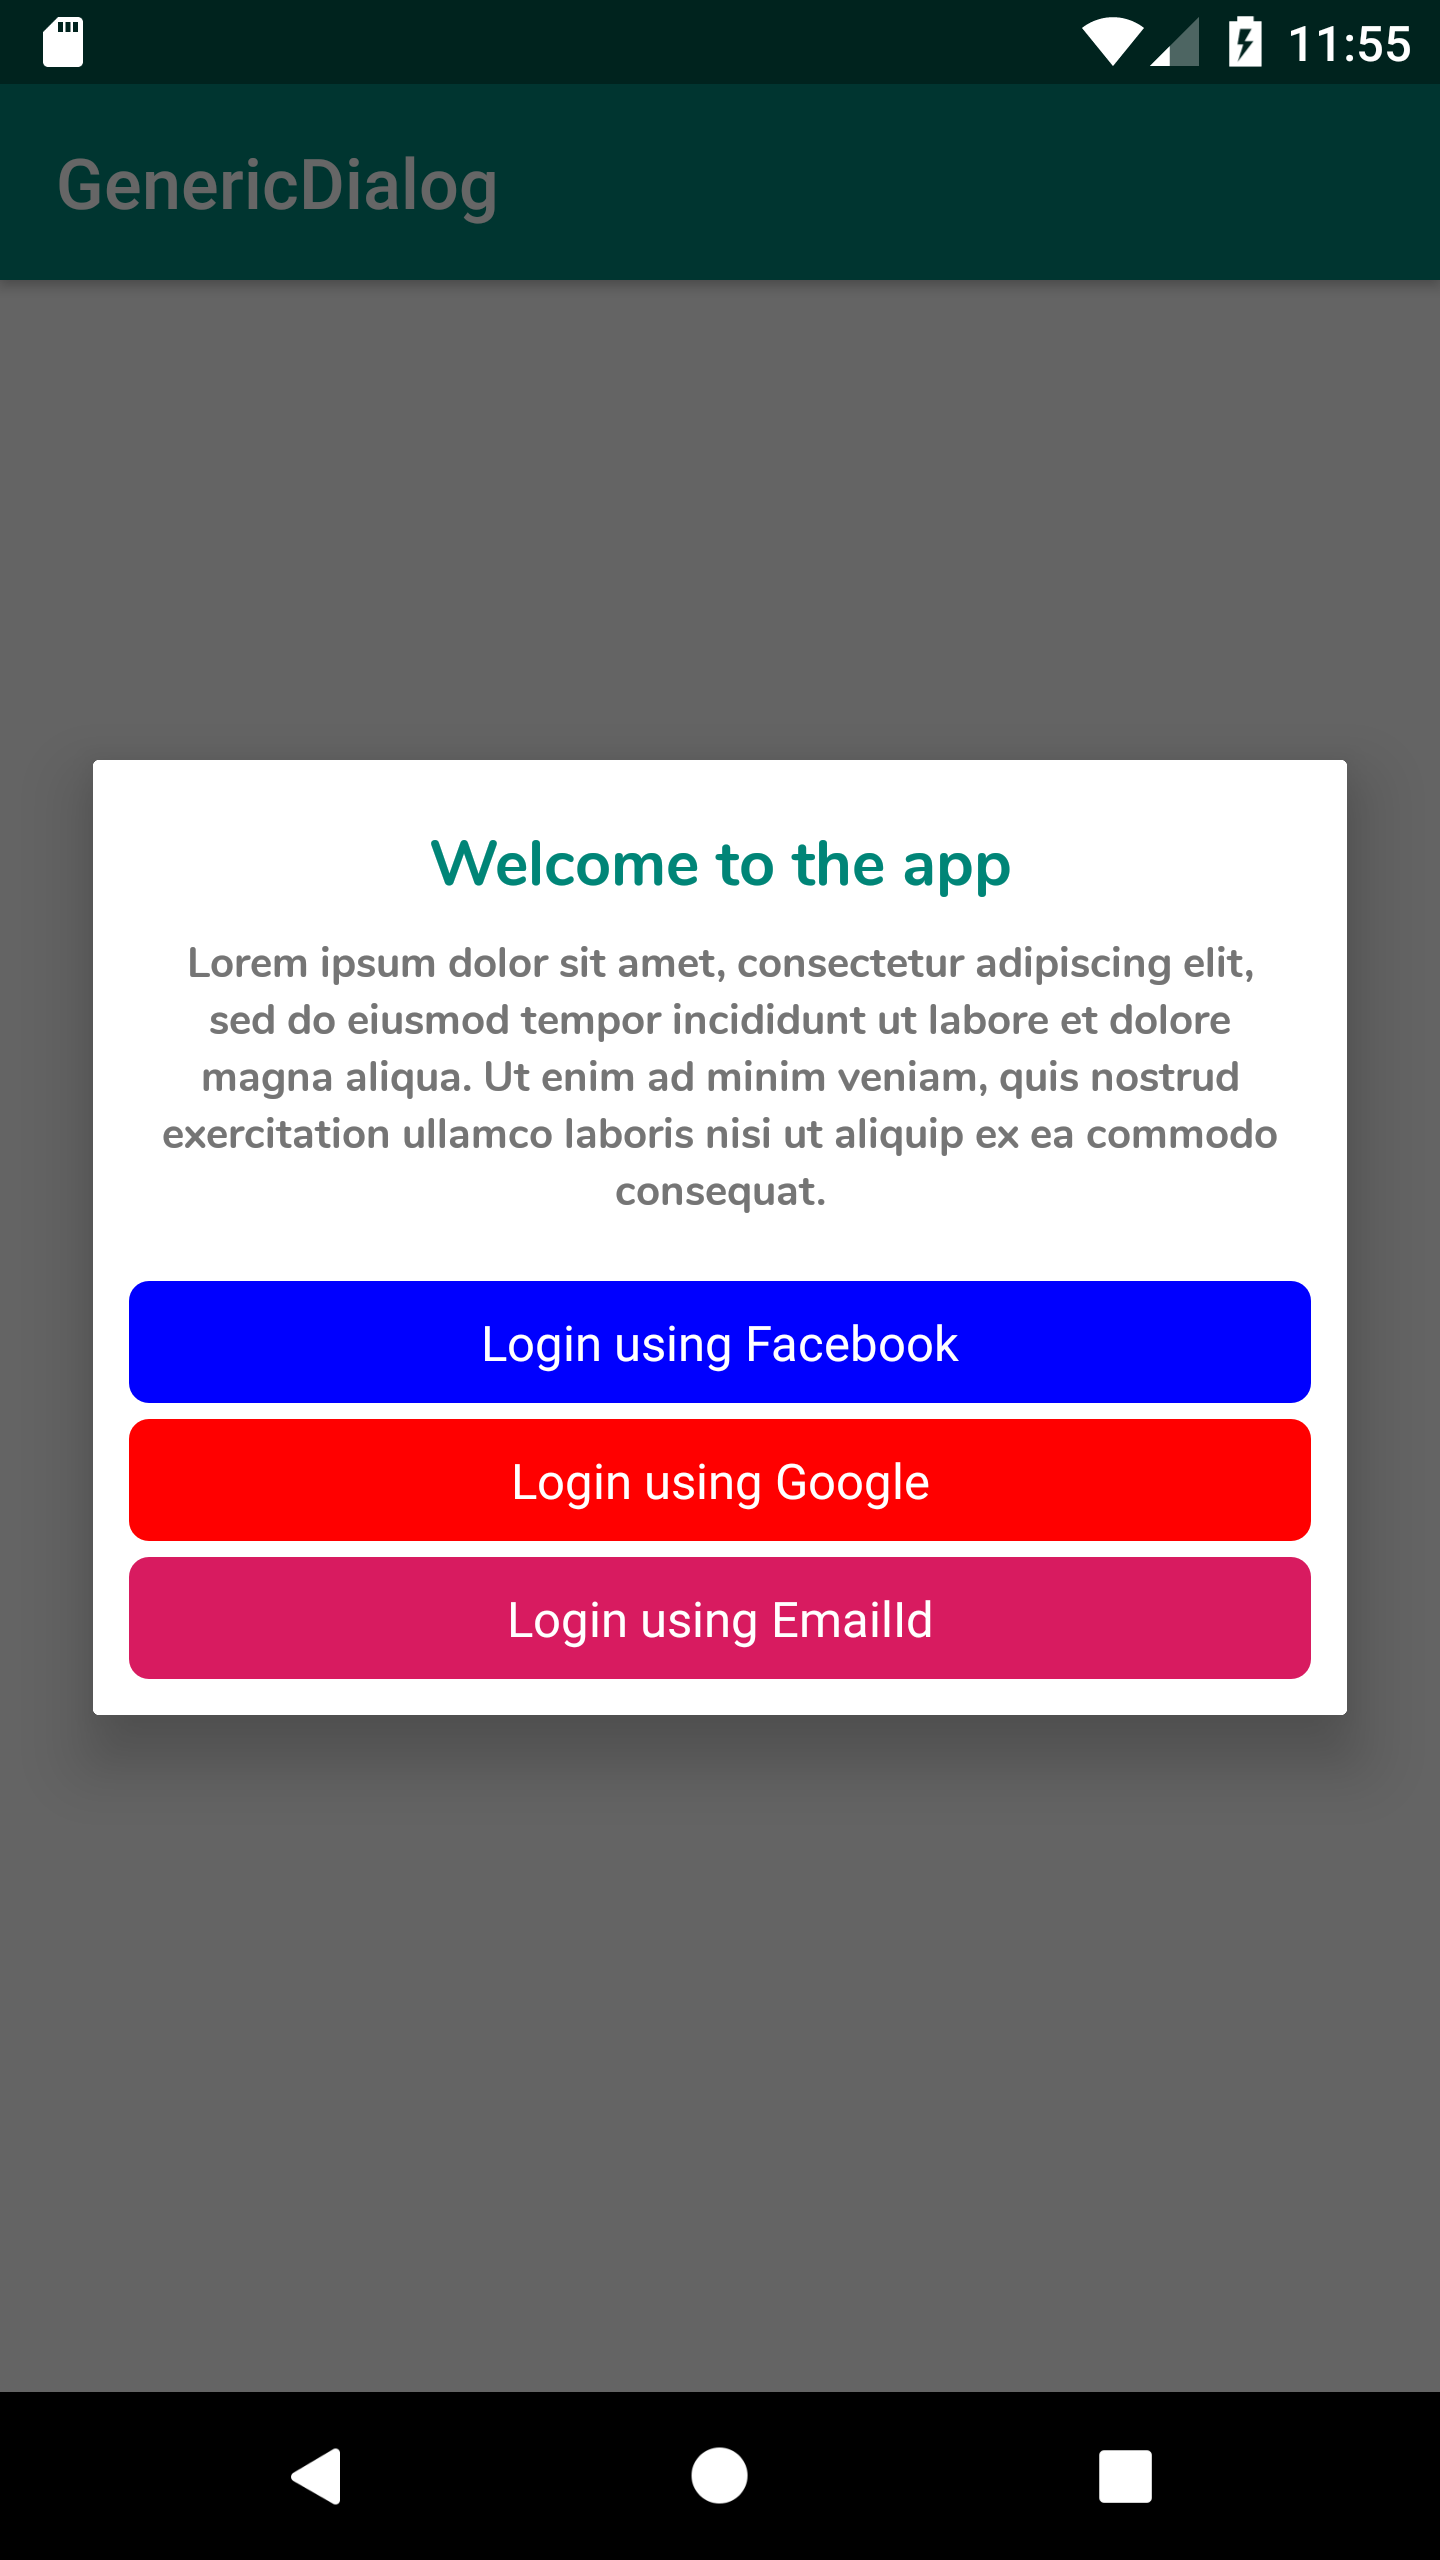 11:55
GenericDialog
Welcome to the app
Lorem ipsum dolor sit amet, consectetur adipiscing elit,
sed do eiusmod tempor incididunt ut labore et dolore
magna aliqua. Ut enim ad minim veniam, quis nostrud
exercitation ullamco laboris nisi ut aliquip ex ea commodo
consequat.
Login using Facebook
Login using Google
Login using EmailId